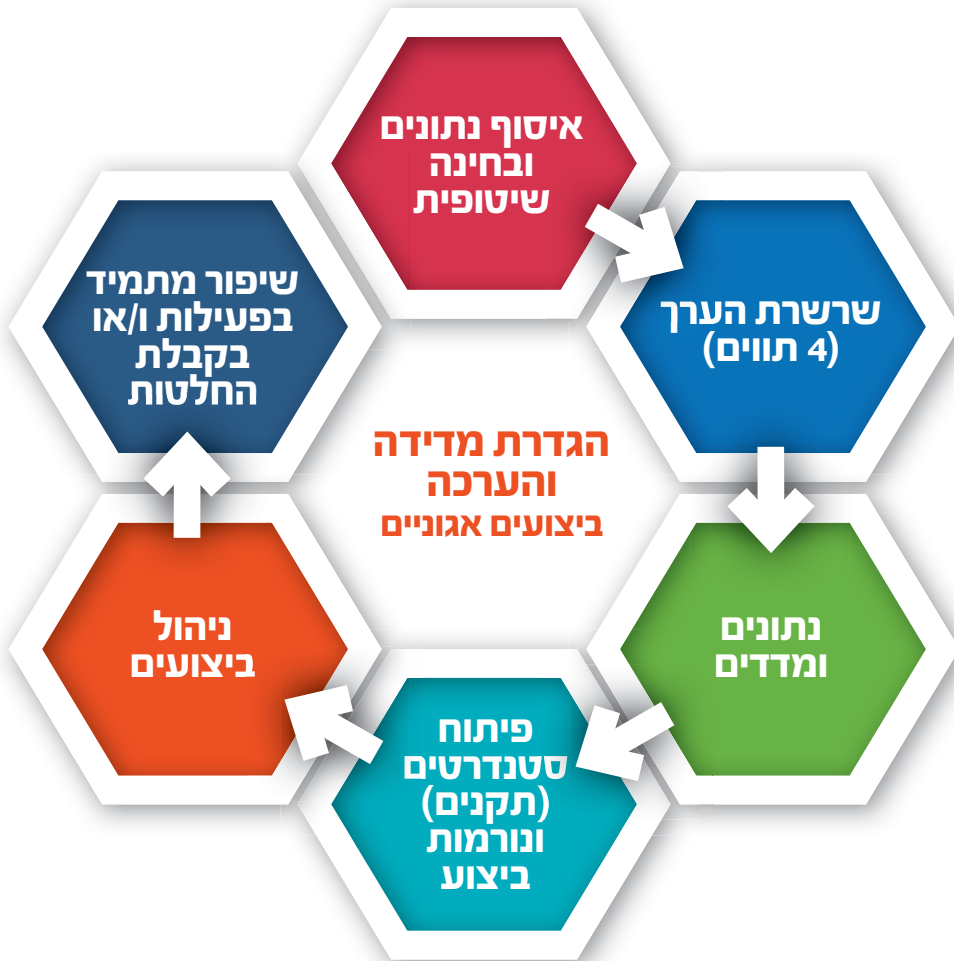 איסוף נתונים
ובחינה
שיטופית
שרשרת הערך
(4 תווים)
נתונים
ומדדים
פיתוח
סטנדרטים
(תקנים)
ונורמות
ביצוע
ניהול
ביצועים
שיפור מתמיד
בפעילות ו/או
בקבלת
החלטות
הגדרת מדידה
והערכה
ביצועים אגוניים